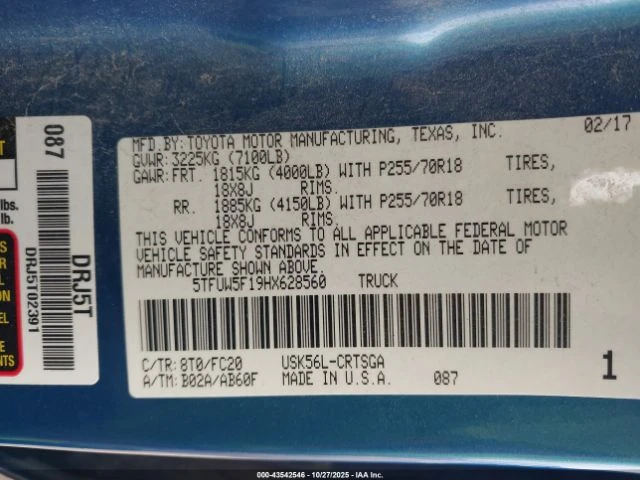 MFD.BY: TOYOTA MOTOR MANUFACTURING, TEXAS, INC. 02/17
GVWR: 3225KG (7100LB)
GAWR: FRT. 1815KG (4000LB) WITH P255/70R18 TIRES,
18X8J RIMS.
RR. 1885KG (4150LB) WITH P255/70R18 TIRES,
18X8J RIMS.
THIS VEHICLE CONFORMS TO ALL APPLICABLE FEDERAL MOTOR
VEHICLE SAFETY STANDARDS IN EFFECT ON THE DATE OF
MANUFACTURE SHOWN ABOVE.
5TFUW5F19HX628560 TRUCK
C/TR: 8T0/FC20 USK56L-CRTSGA
A/TM: B02A/AB60F MADE IN U.S.A. 087 1
087
DRJ5T
DRJ5T02391
lbs.
lb.
000-43542546 | 10/27/2025 | IAA, Inc.